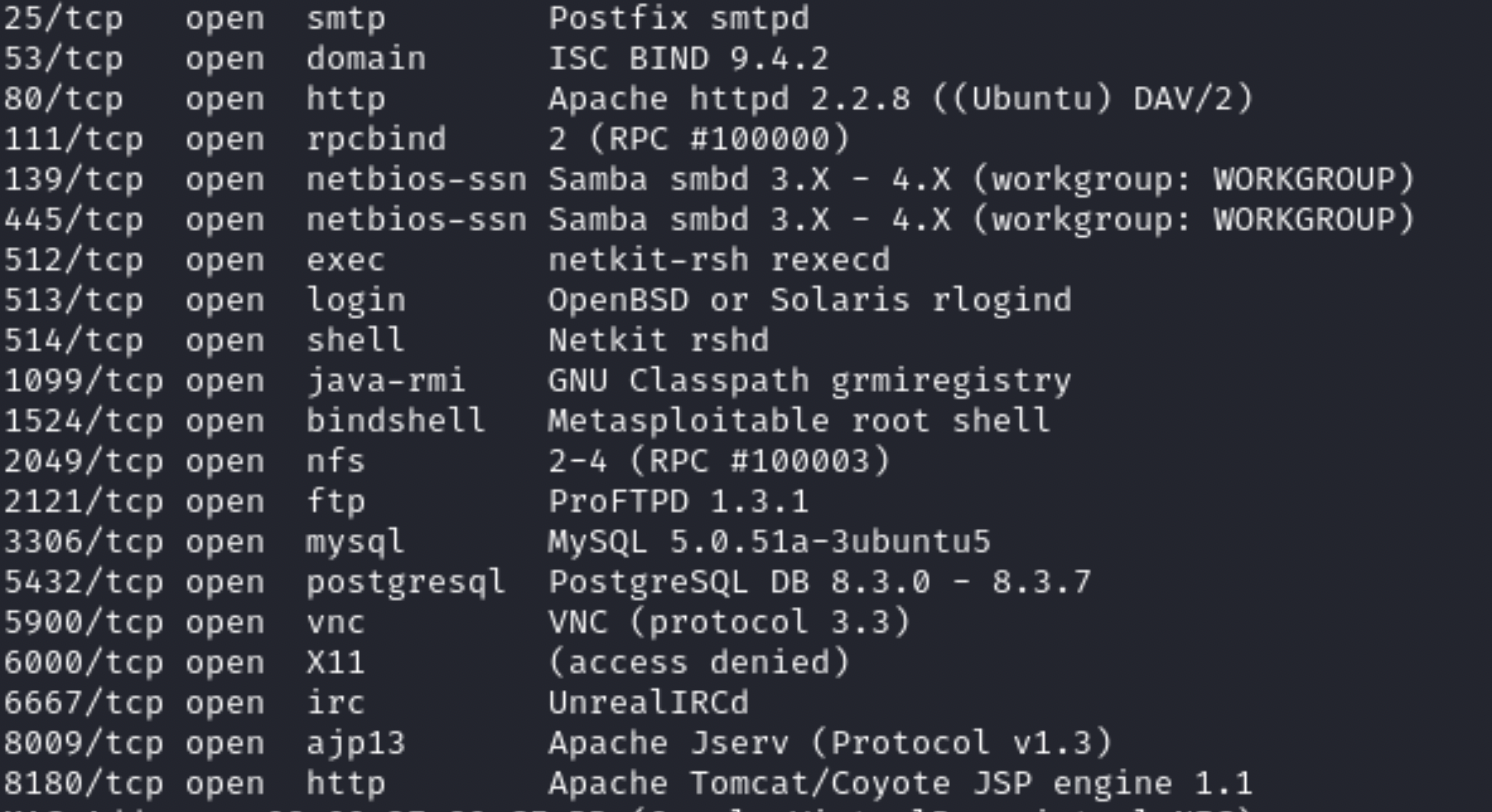 25/tcp   open  smtp        Postfix smtpd
53/tcp   open  domain      ISC BIND 9.4.2
80/tcp   open  http        Apache httpd 2.2.8 ((Ubuntu) DAV/2)
111/tcp  open  rpcbind     2 (RPC #100000)
139/tcp  open  netbios-ssn Samba smbd 3.X - 4.X (workgroup: WORKGROUP)
445/tcp  open  netbios-ssn Samba smbd 3.X - 4.X (workgroup: WORKGROUP)
512/tcp  open  exec        netkit-rsh rexecd
513/tcp  open  login       OpenBSD or Solaris rlogind
514/tcp  open  shell       Netkit rshd
1099/tcp open  java-rmi    GNU Classpath grmiregistry
1524/tcp open  bindshell   Metasploitable root shell
2049/tcp open  nfs         2-4 (RPC #100003)
2121/tcp open  ftp         ProFTPD 1.3.1
3306/tcp open  mysql       MySQL 5.0.51a-3ubuntu5
5432/tcp open  postgresql  PostgreSQL DB 8.3.0 - 8.3.7
5900/tcp open  vnc         VNC (protocol 3.3)
6000/tcp open  X11         (access denied)
6667/tcp open  irc         UnrealIRCd
8009/tcp open  ajp13       Apache Jserv (Protocol v1.3)
8180/tcp open  http        Apache Tomcat/Coyote JSP engine 1.1